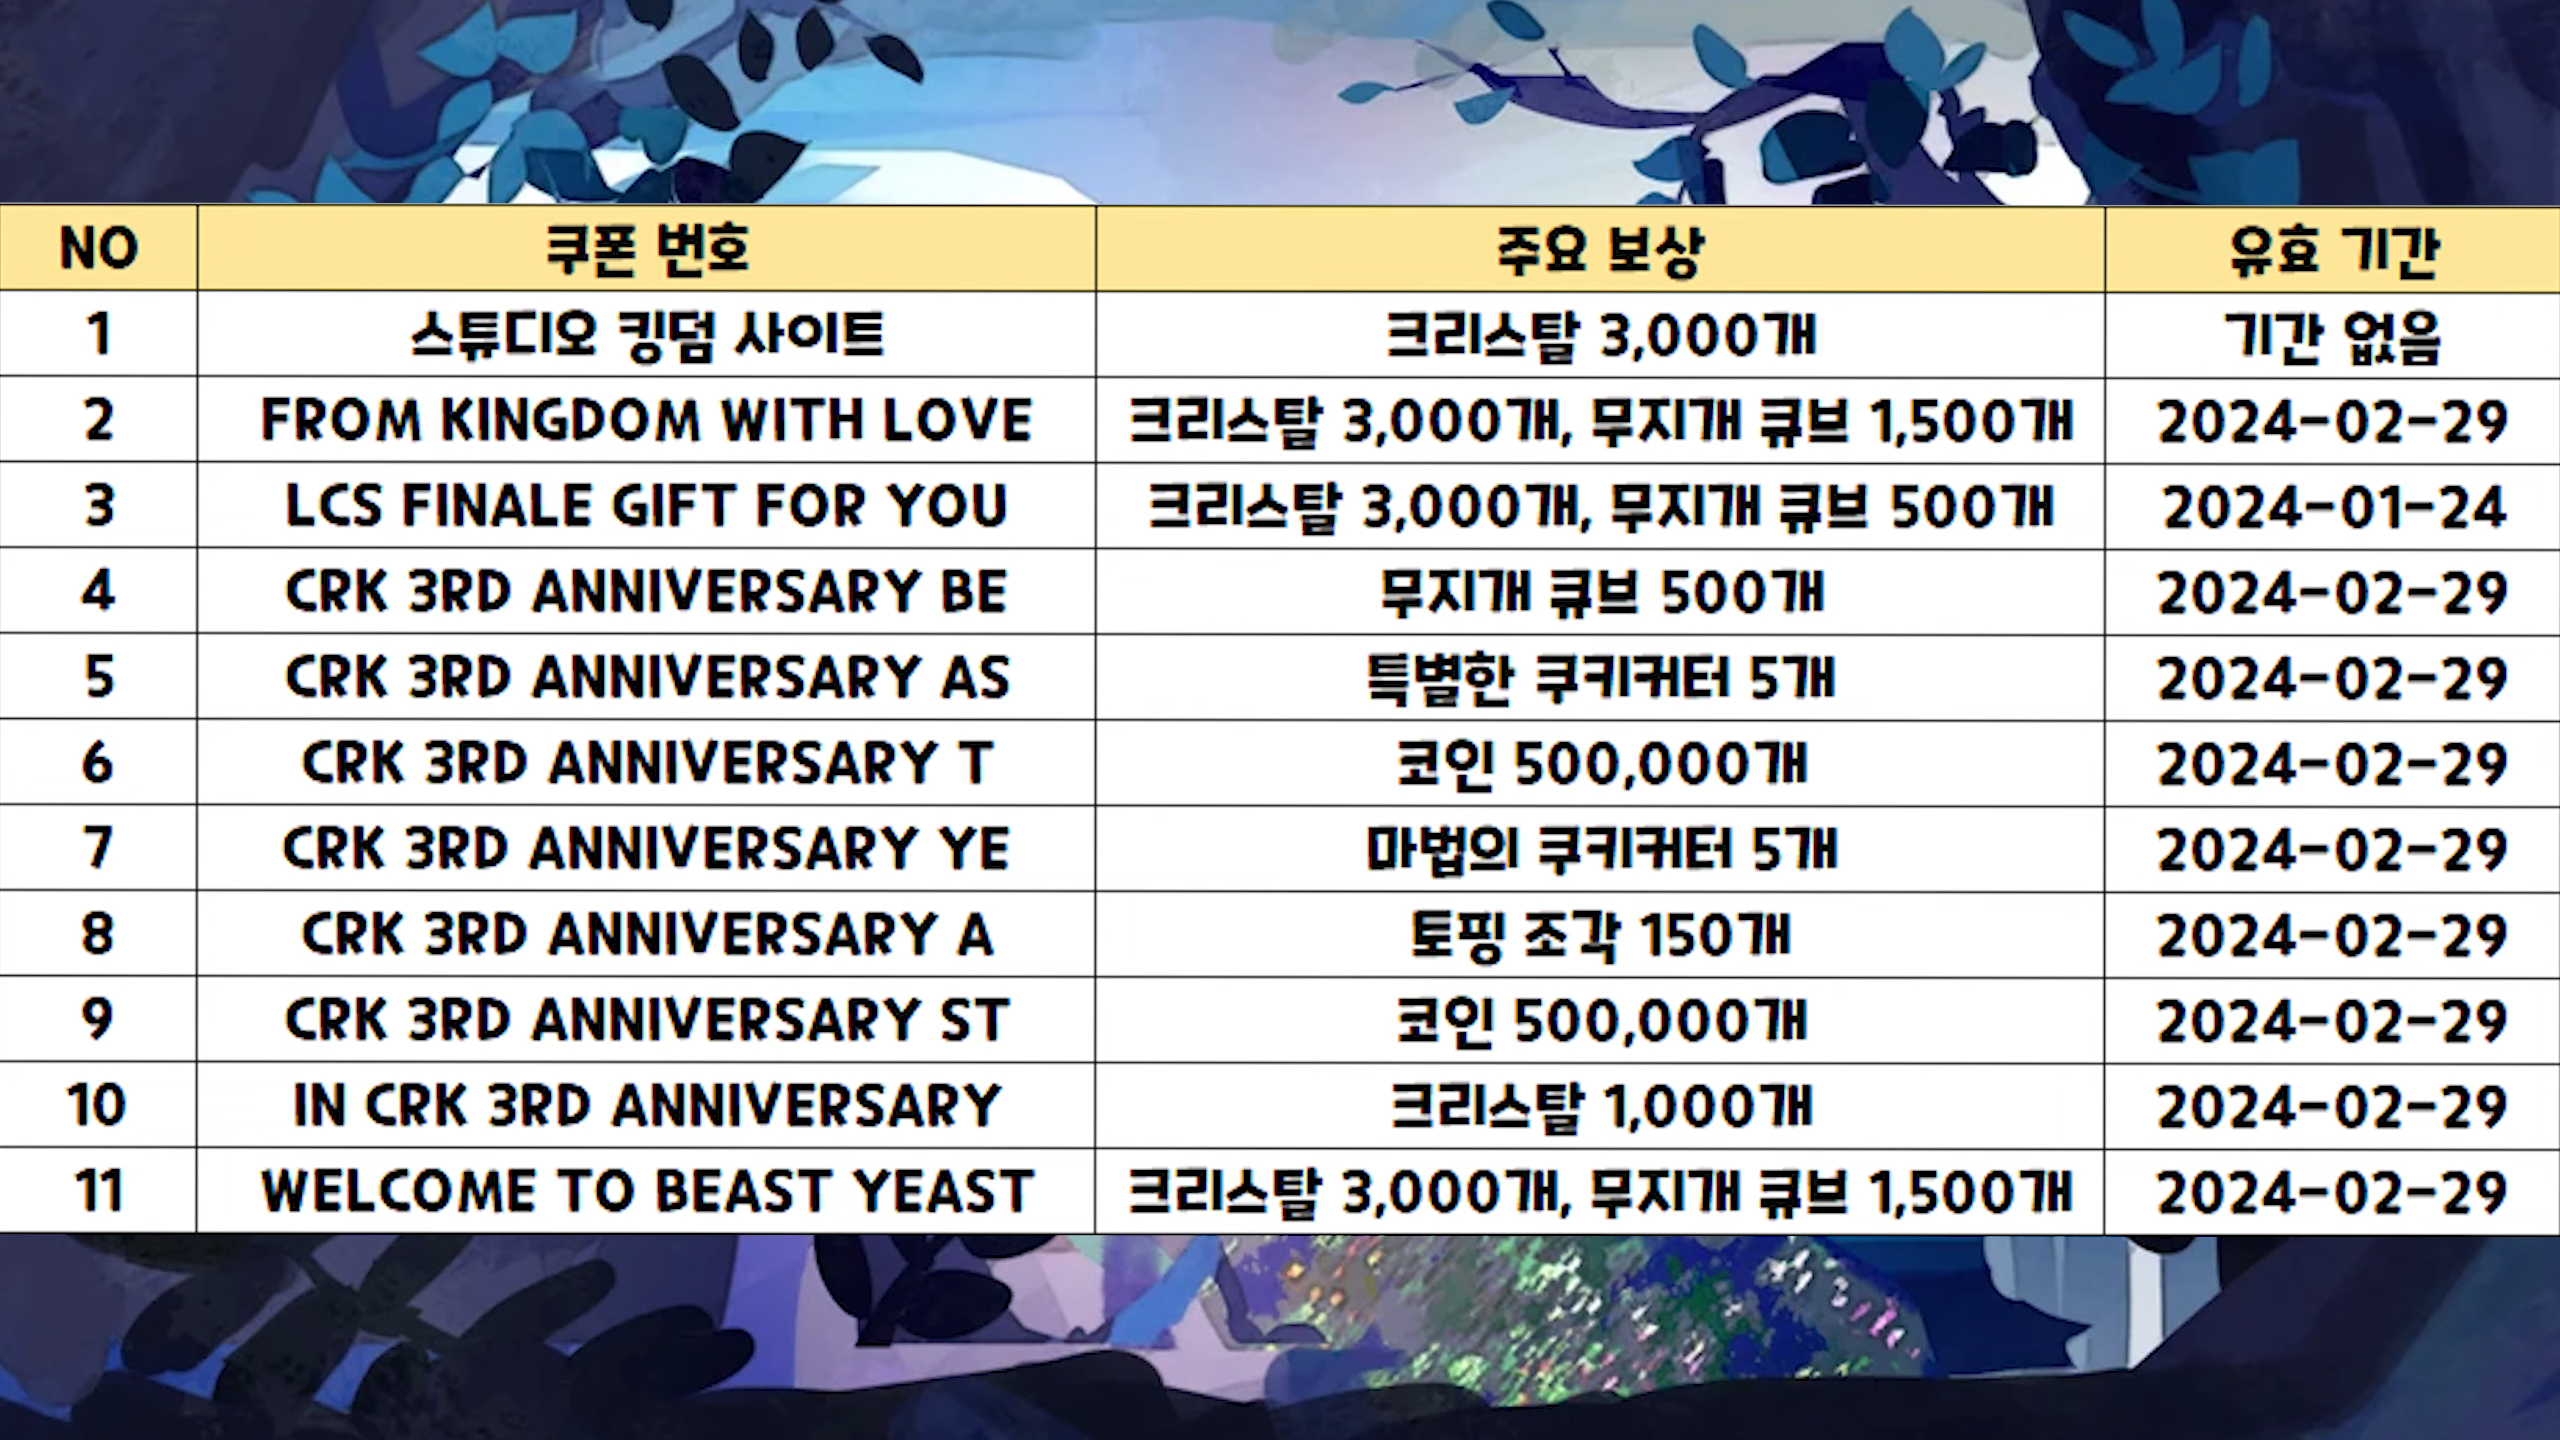 NO 쿠폰 번호 주요 보상 유효 기간
1 스튜디오 킹덤 사이트 크리스탈 3,000개 기간 없음
2 FROM KINGDOM WITH LOVE 크리스탈 3,000개, 무지개 큐브 1,500개 2024-02-29
3 LCS FINALE GIFT FOR YOU 크리스탈 3,000개, 무지개 큐브 500개 2024-01-24
4 CRK 3RD ANNIVERSARY BE 무지개 큐브 500개 2024-02-29
5 CRK 3RD ANNIVERSARY AS 특별한 쿠키커터 5개 2024-02-29
6 CRK 3RD ANNIVERSARY T 코인 500,000개 2024-02-29
7 CRK 3RD ANNIVERSARY YE 마법의 쿠키커터 5개 2024-02-29
8 CRK 3RD ANNIVERSARY A 토핑 조각 150개 2024-02-29
9 CRK 3RD ANNIVERSARY ST 코인 500,000개 2024-02-29
10 IN CRK 3RD ANNIVERSARY 크리스탈 1,000개 2024-02-29
11 WELCOME TO BEAST YEAST 크리스탈 3,000개, 무지개 큐브 1,500개 2024-02-29